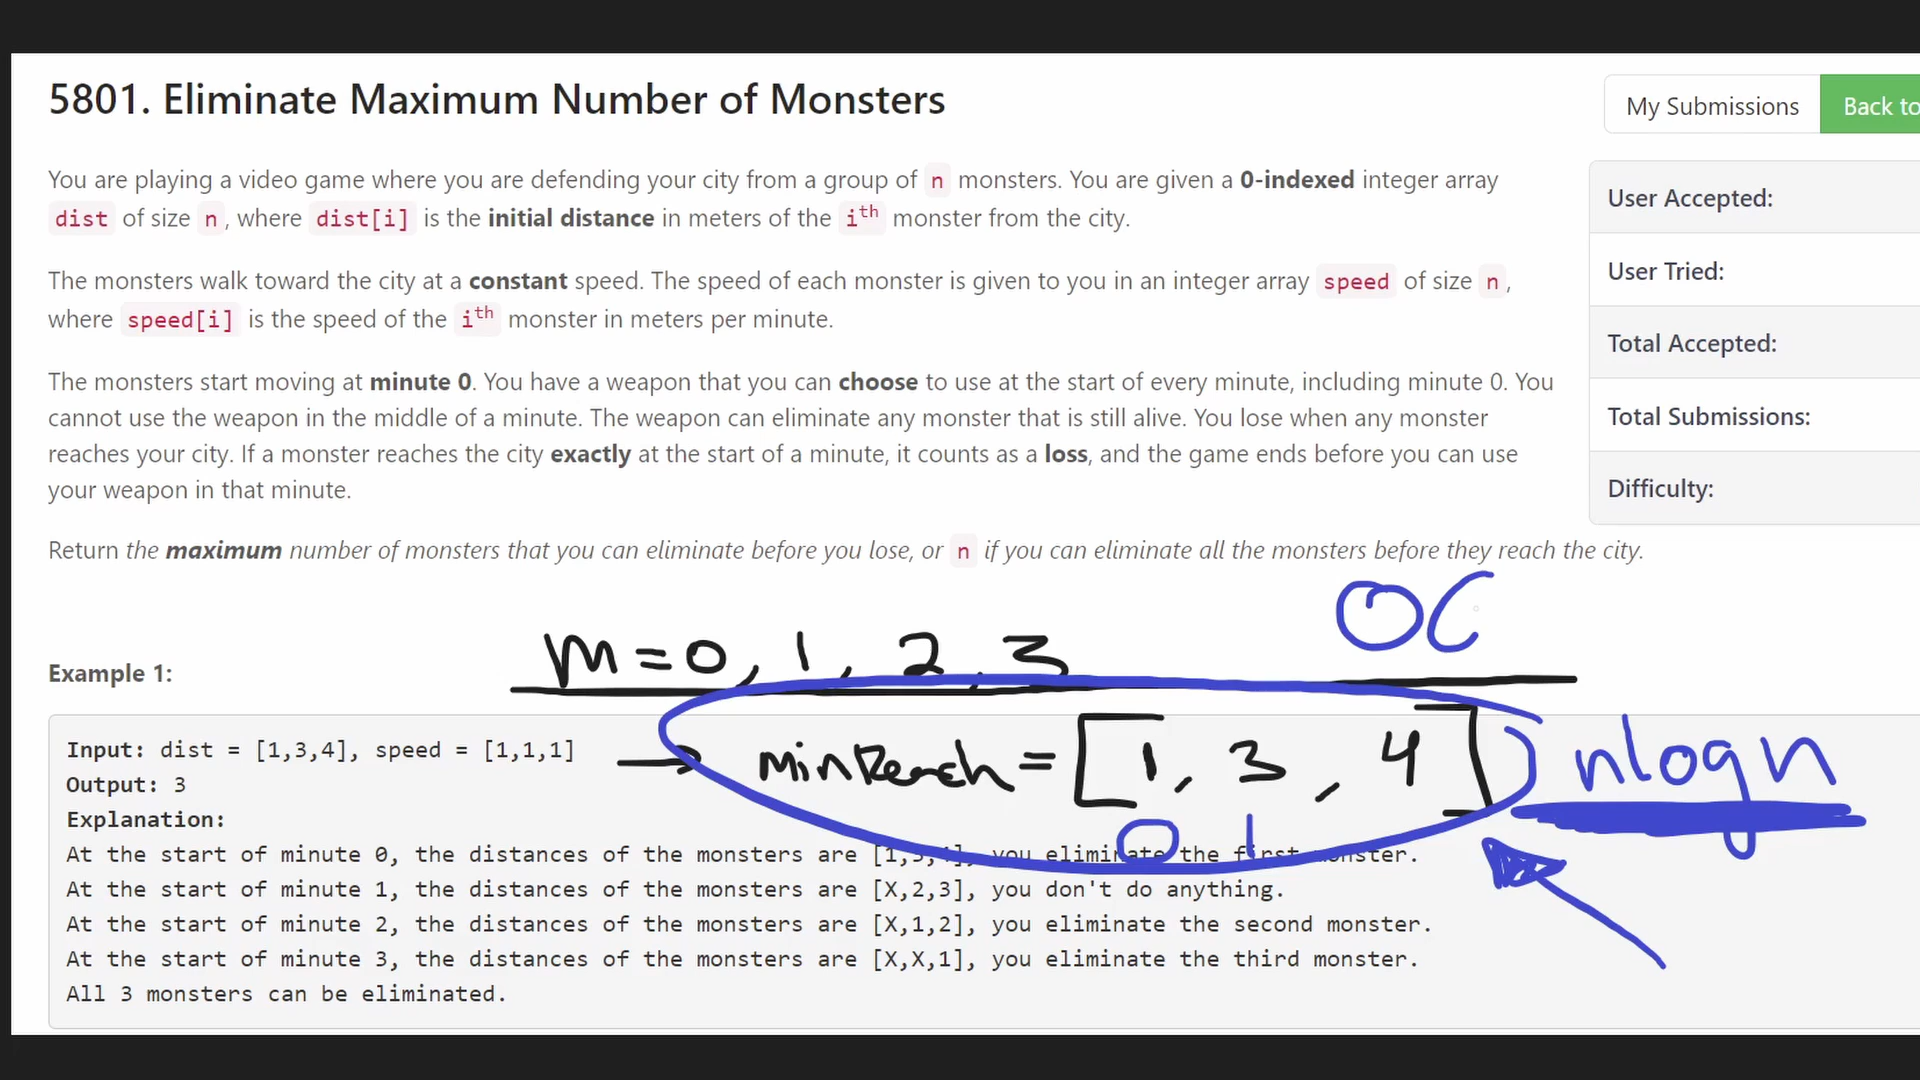 5801. Eliminate Maximum Number of Monsters
My Submissions
Back to
You are playing a video game where you are defending your city from a group of n monsters. You are given a 0-indexed integer array
dist of size n, where dist[i] is the initial distance in meters of the ith monster from the city.
The monsters walk toward the city at a constant speed. The speed of each monster is given to you in an integer array speed of size n,
where speed[i] is the speed of the ith monster in meters per minute.
The monsters start moving at minute 0. You have a weapon that you can choose to use at the start of every minute, including minute 0. You
cannot use the weapon in the middle of a minute. The weapon can eliminate any monster that is still alive. You lose when any monster
reaches your city. If a monster reaches the city exactly at the start of a minute, it counts as a loss, and the game ends before you can use
your weapon in that minute.
Return the maximum number of monsters that you can eliminate before you lose, or n if you can eliminate all the monsters before they reach the city.
User Accepted:
User Tried:
Total Accepted:
Total Submissions:
Difficulty:
O(
m = 0, 1, 2, 3
Example 1:
minReach = [1, 3, 4]
nlogn
0 1
Input: dist = [1,3,4], speed = [1,1,1]
Output: 3
Explanation:
At the start of minute 0, the distances of the monsters are [1,3,4], you eliminate the first monster.
At the start of minute 1, the distances of the monsters are [X,2,3], you don't do anything.
At the start of minute 2, the distances of the monsters are [X,1,2], you eliminate the second monster.
At the start of minute 3, the distances of the monsters are [X,X,1], you eliminate the third monster.
All 3 monsters can be eliminated.